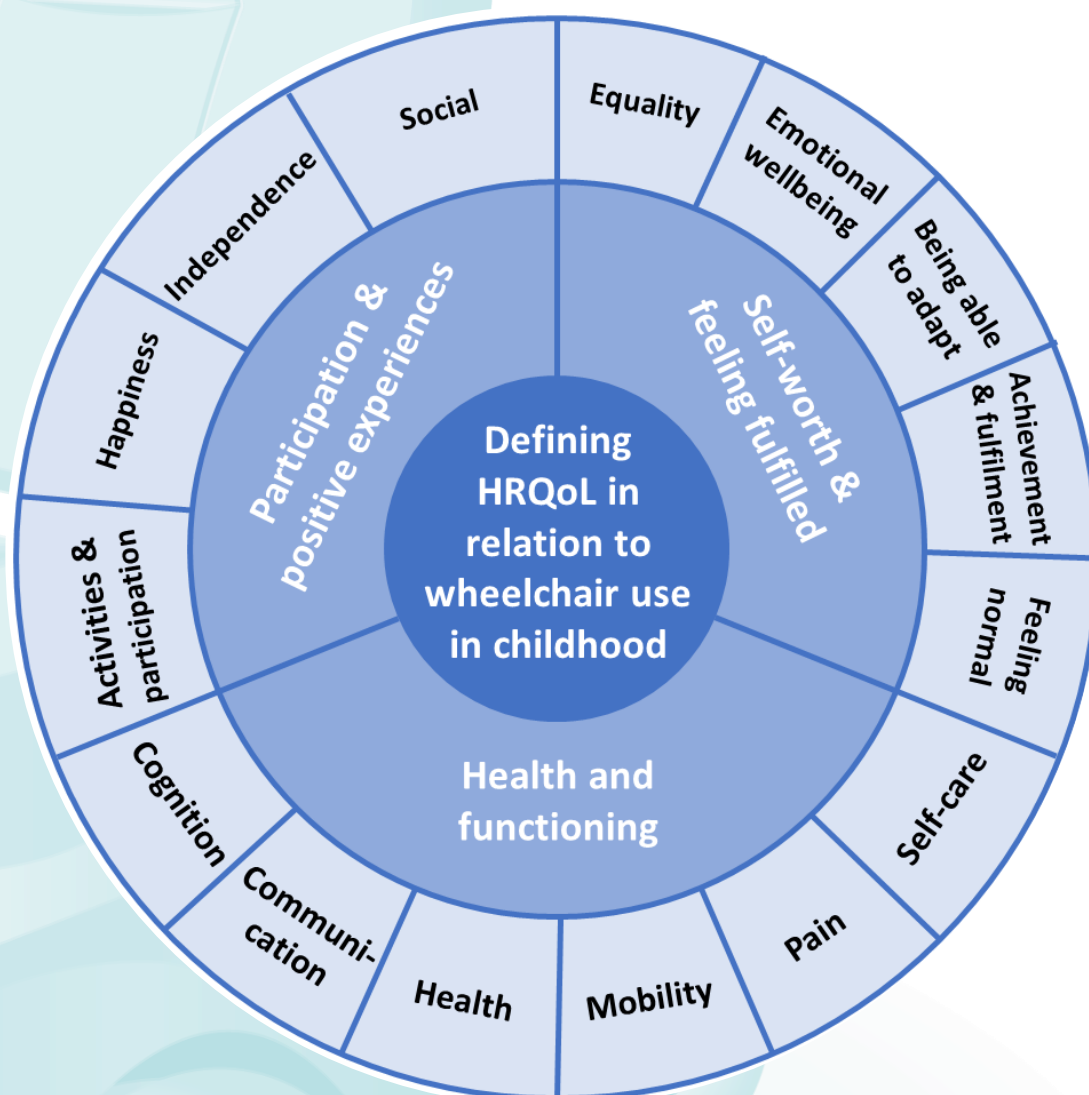 Defining
HRQoL in
relation to
wheelchair use
in childhood
Participation &
positive experiences
Self-worth &
feeling fulfilled
Health and
functioning
Social
Equality
Emotional
wellbeing
Being able
to adapt
Achievement
& fulfilment
Feeling
normal
Self-care
Pain
Mobility
Health
Communi-
cation
Cognition
Activities &
participation
Happiness
Independence